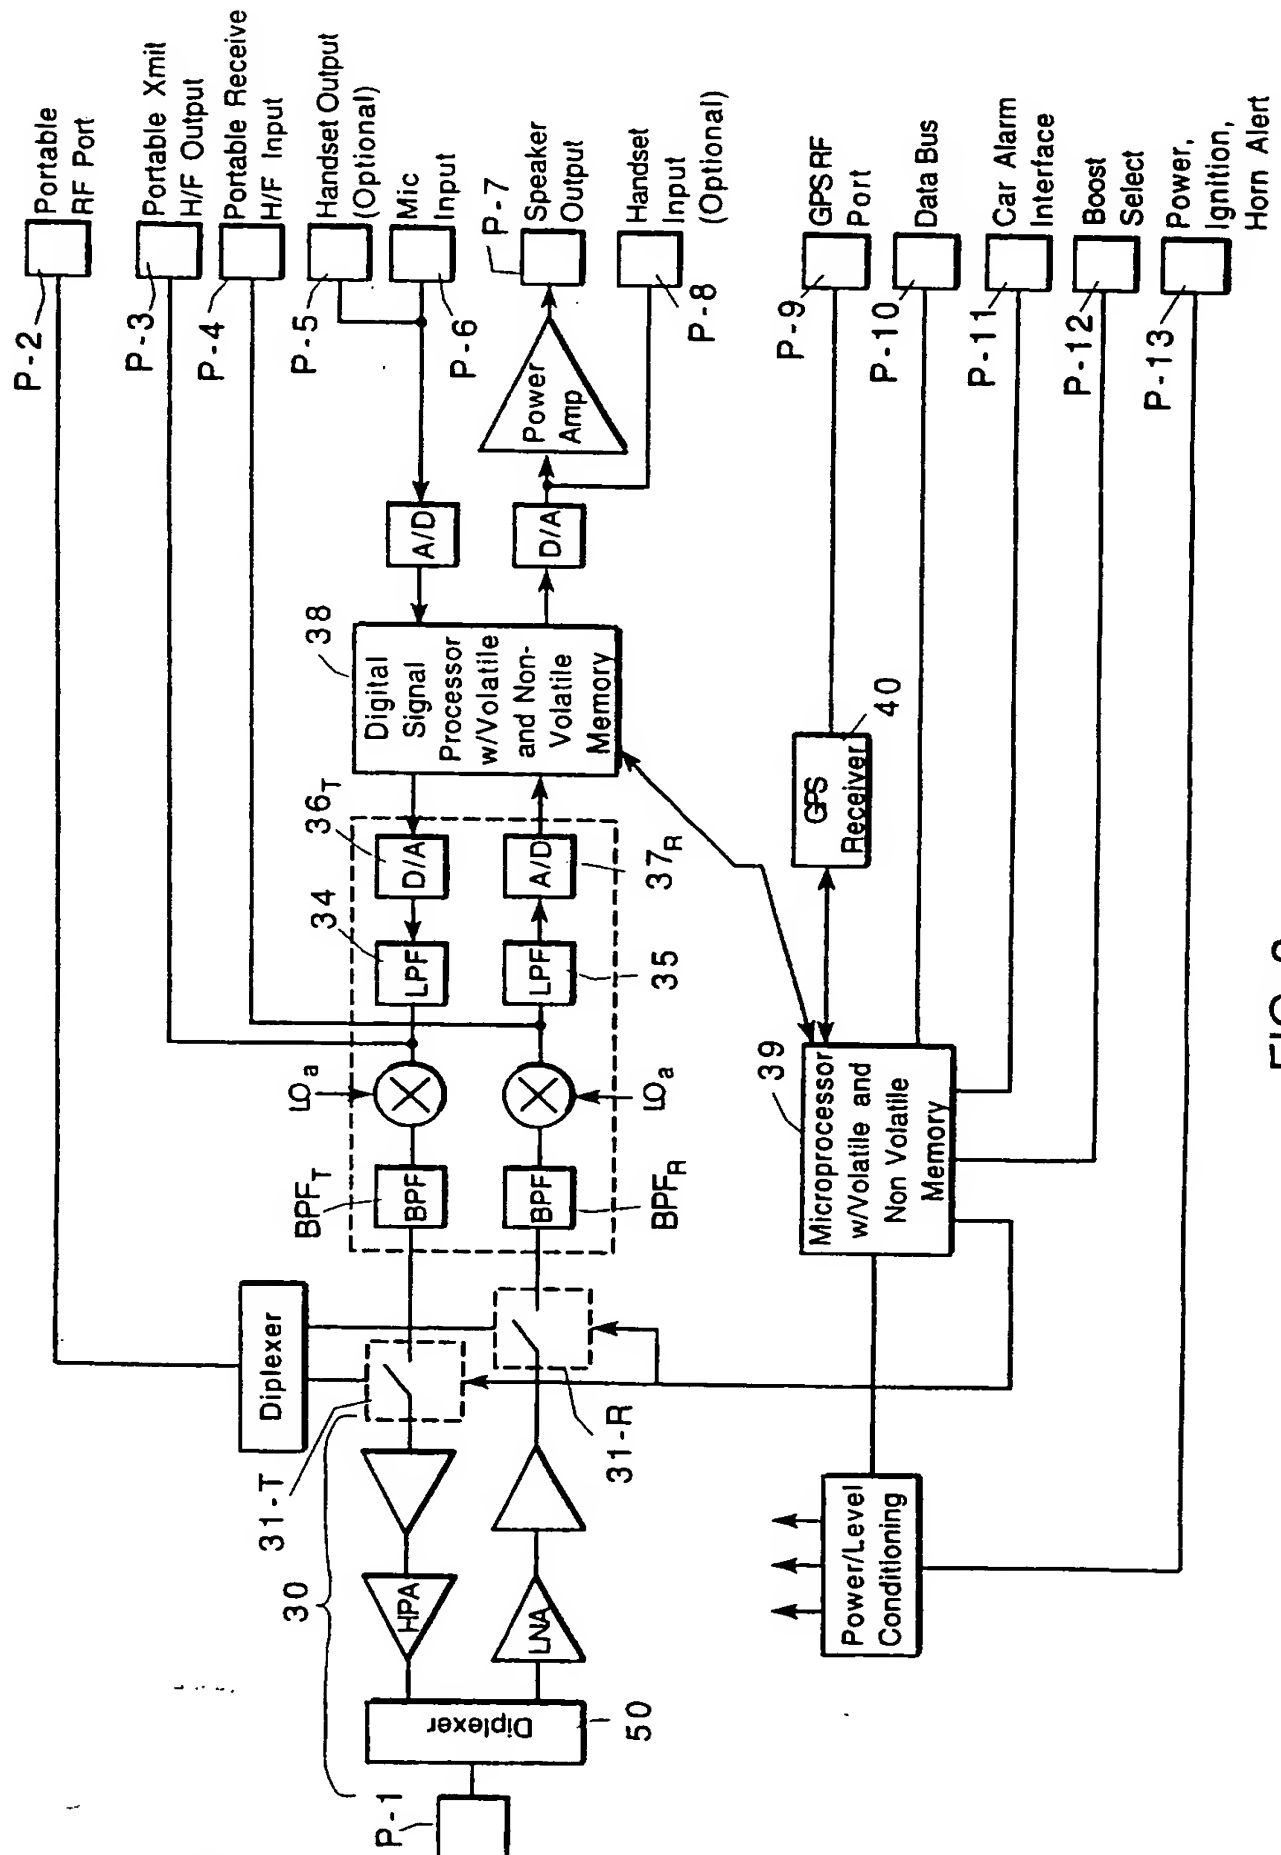 P-2
Portable
RF Port
P-3
Portable Xmit
H/F Output
P-4
Portable Receive
H/F Input
P-5
Handset Output
(Optional)
P-6
Mic
Input
P-7
Speaker
Output
P-8
Handset
Input
(Optional)
P-9
GPS RF
Port
P-10
Data Bus
P-11
Car Alarm
Interface
P-12
Boost
Select
P-13
Power,
Ignition,
Horn Alert
Power
Amp
A/D
D/A
38
Digital
Signal
Processor
w/Volatile
and Non-
Volatile
Memory
36T
D/A
34
LPF
A/D
37R
LPF
35
LOa
LOa
BPFT
BPF
BPF
BPFR
Diplexer
31-T
31-R
30
HPA
LNA
Diplexer
50
P-1
40
GPS
Receiver
39
Microprocessor
w/Volatile and
Non Volatile
Memory
Power/Level
Conditioning